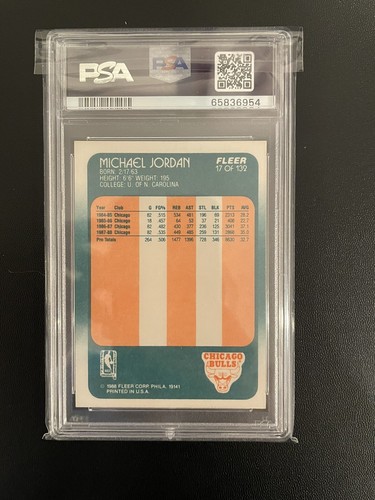 PSA
65836954
MICHAEL JORDAN
FLEER
BORN: 2:17:63
17 OF 132
HEIGHT: 6'6" WEIGHT: 195
COLLEGE: U. OF N. CAROLINA
Year Club G FG% REB AST STL BLK PTS AVG
1984-85 Chicago 82 .515 534 481 196 69 2313 28.2
1985-86 Chicago 18 .457 64 53 37 21 408 22.7
1986-87 Chicago 82 .482 430 377 236 125 3041 37.1
1987-88 Chicago 82 .535 449 485 259 131 2868 35.0
Pro Totals 264 .506 1477 1396 728 346 8630 32.7
CHICAGO
BULLS
NBA
© 1988 FLEER CORP. PHILA. 19141
PRINTED IN U.S.A.